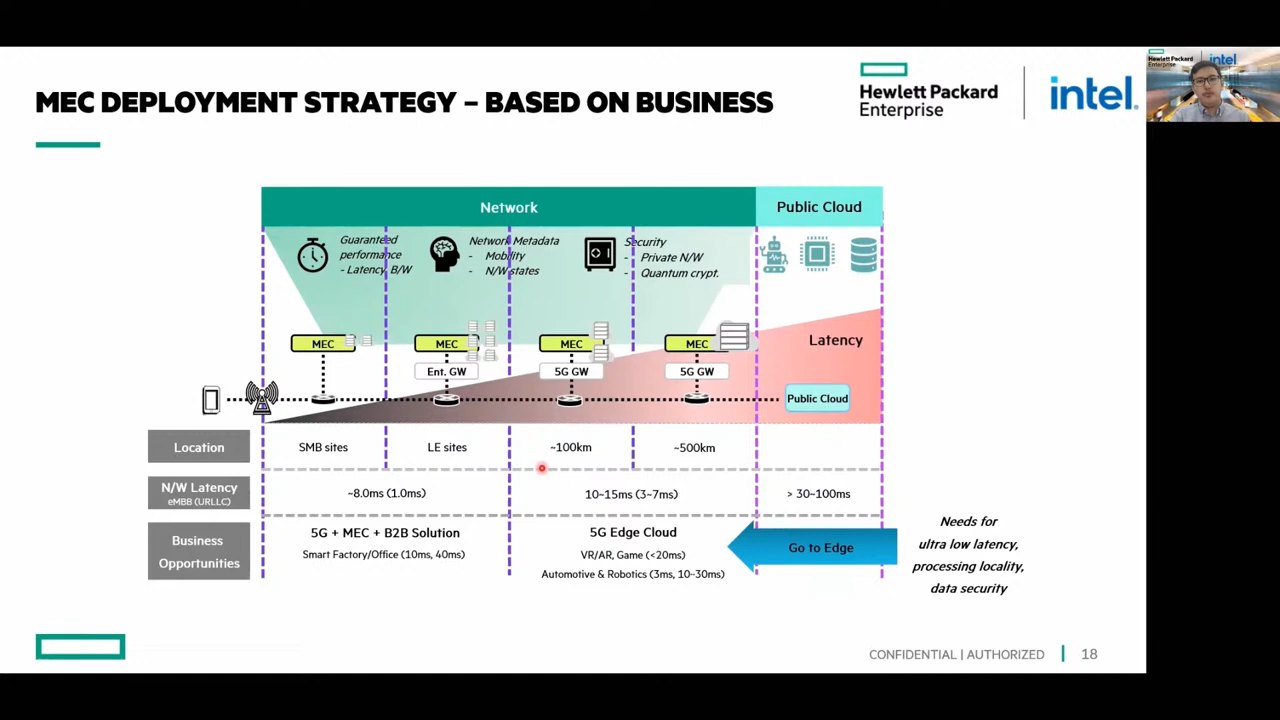 MEC DEPLOYMENT STRATEGY – BASED ON BUSINESS
Hewlett Packard
Enterprise
intel.
Hewlett Packard
Enterprise
intel
Network
Public Cloud
Guaranteed
performance
- Latency, B/W
Network Metadata
- Mobility
- N/W states
Security
- Private N/W
- Quantum crypt.
MEC
MEC
MEC
MEC
Latency
Ent. GW
5G GW
5G GW
Public Cloud
Location
SMB sites
LE sites
~100km
~500km
N/W Latency
eMBB (URLLC)
~8.0ms (1.0ms)
10~15ms (3~7ms)
> 30~100ms
Business
Opportunities
5G + MEC + B2B Solution
Smart Factory/Office (10ms, 40ms)
5G Edge Cloud
VR/AR, Game (<20ms)
Automotive & Robotics (3ms, 10~30ms)
Go to Edge
Needs for
ultra low latency,
processing locality,
data security
CONFIDENTIAL | AUTHORIZED
18